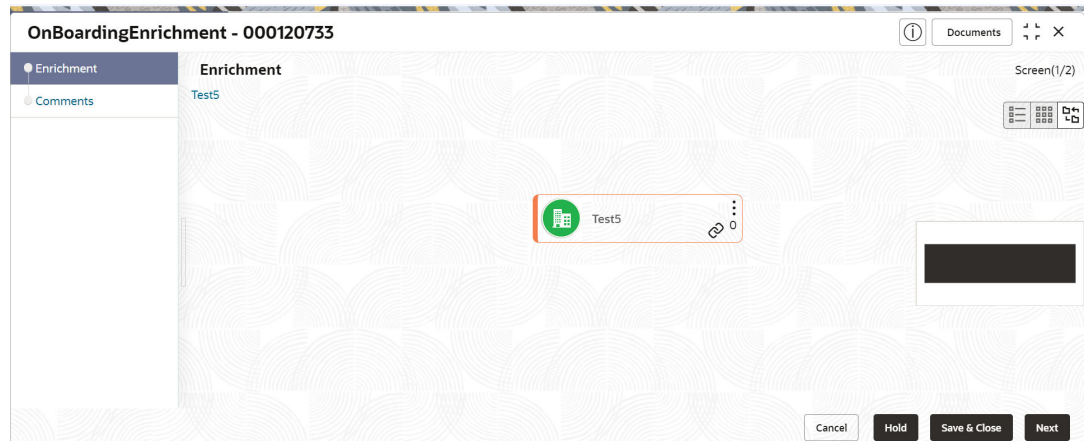 OnBoardingEnrichment - 000120733
Documents
Enrichment
Comments
Enrichment
Screen(1/2)
Test5
Test5
0
Cancel Hold Save & Close Next